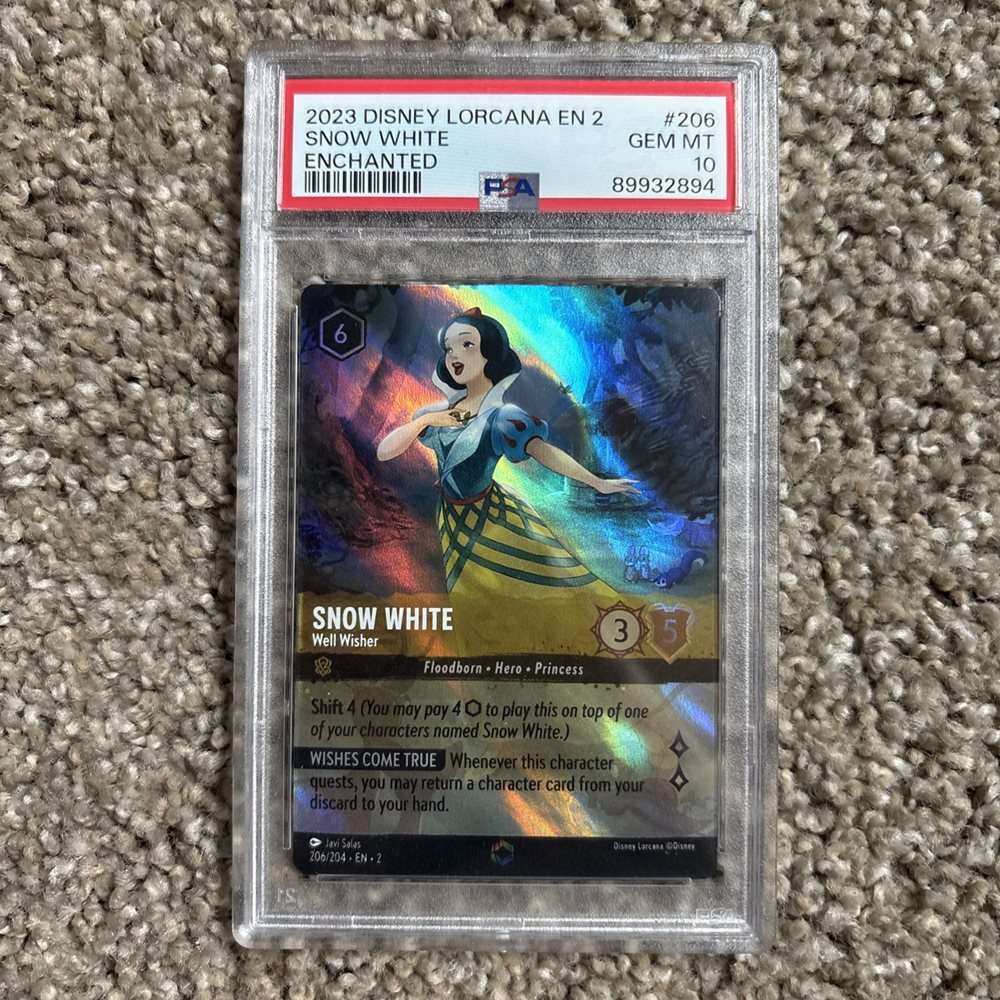 2023 DISNEY LORCANA EN 2 #206
SNOW WHITE GEM MT
ENCHANTED 10
PSA 89932894
6
SNOW WHITE
Well Wisher
3 5
Floodborn • Hero • Princess
Shift 4 (You may pay 4 ⬡ to play this on top of one
of your characters named Snow White.)
WISHES COME TRUE Whenever this character
quests, you may return a character card from your
discard to your hand.
Javi Salas
Disney Lorcana ©Disney
206/204 • EN • 2